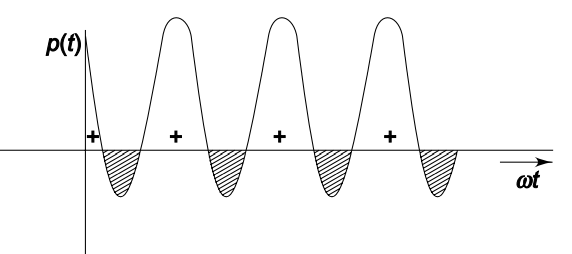 p(t)
+ + + +
ωt